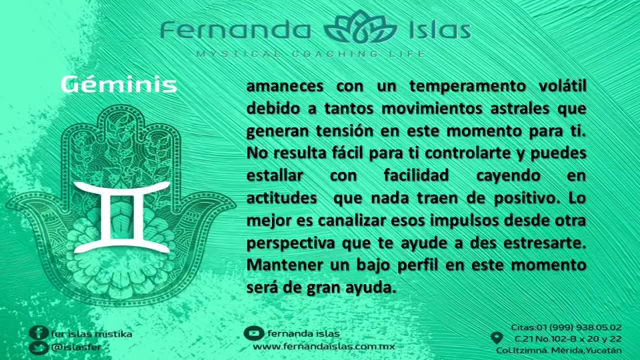 Fernanda Islas
MYSTICAL COACHING LIFE
Géminis
amaneces con un temperamento volátil
debido a tantos movimientos astrales que
generan tensión en este momento para ti.
No resulta fácil para ti controlarte y puedes
estallar con facilidad cayendo en
actitudes que nada traen de positivo. Lo
mejor es canalizar esos impulsos desde otra
perspectiva que te ayude a des estresarte.
Mantener un bajo perfil en este momento
será de gran ayuda.
fer islas mistika
@islasfer
fernanda islas
www.fernandaislas.com.mx
Citas:01 (999) 938.05.02
C.21 No.102-B x 20 y 22
Col.Itzimná. Mérida,Yucatán